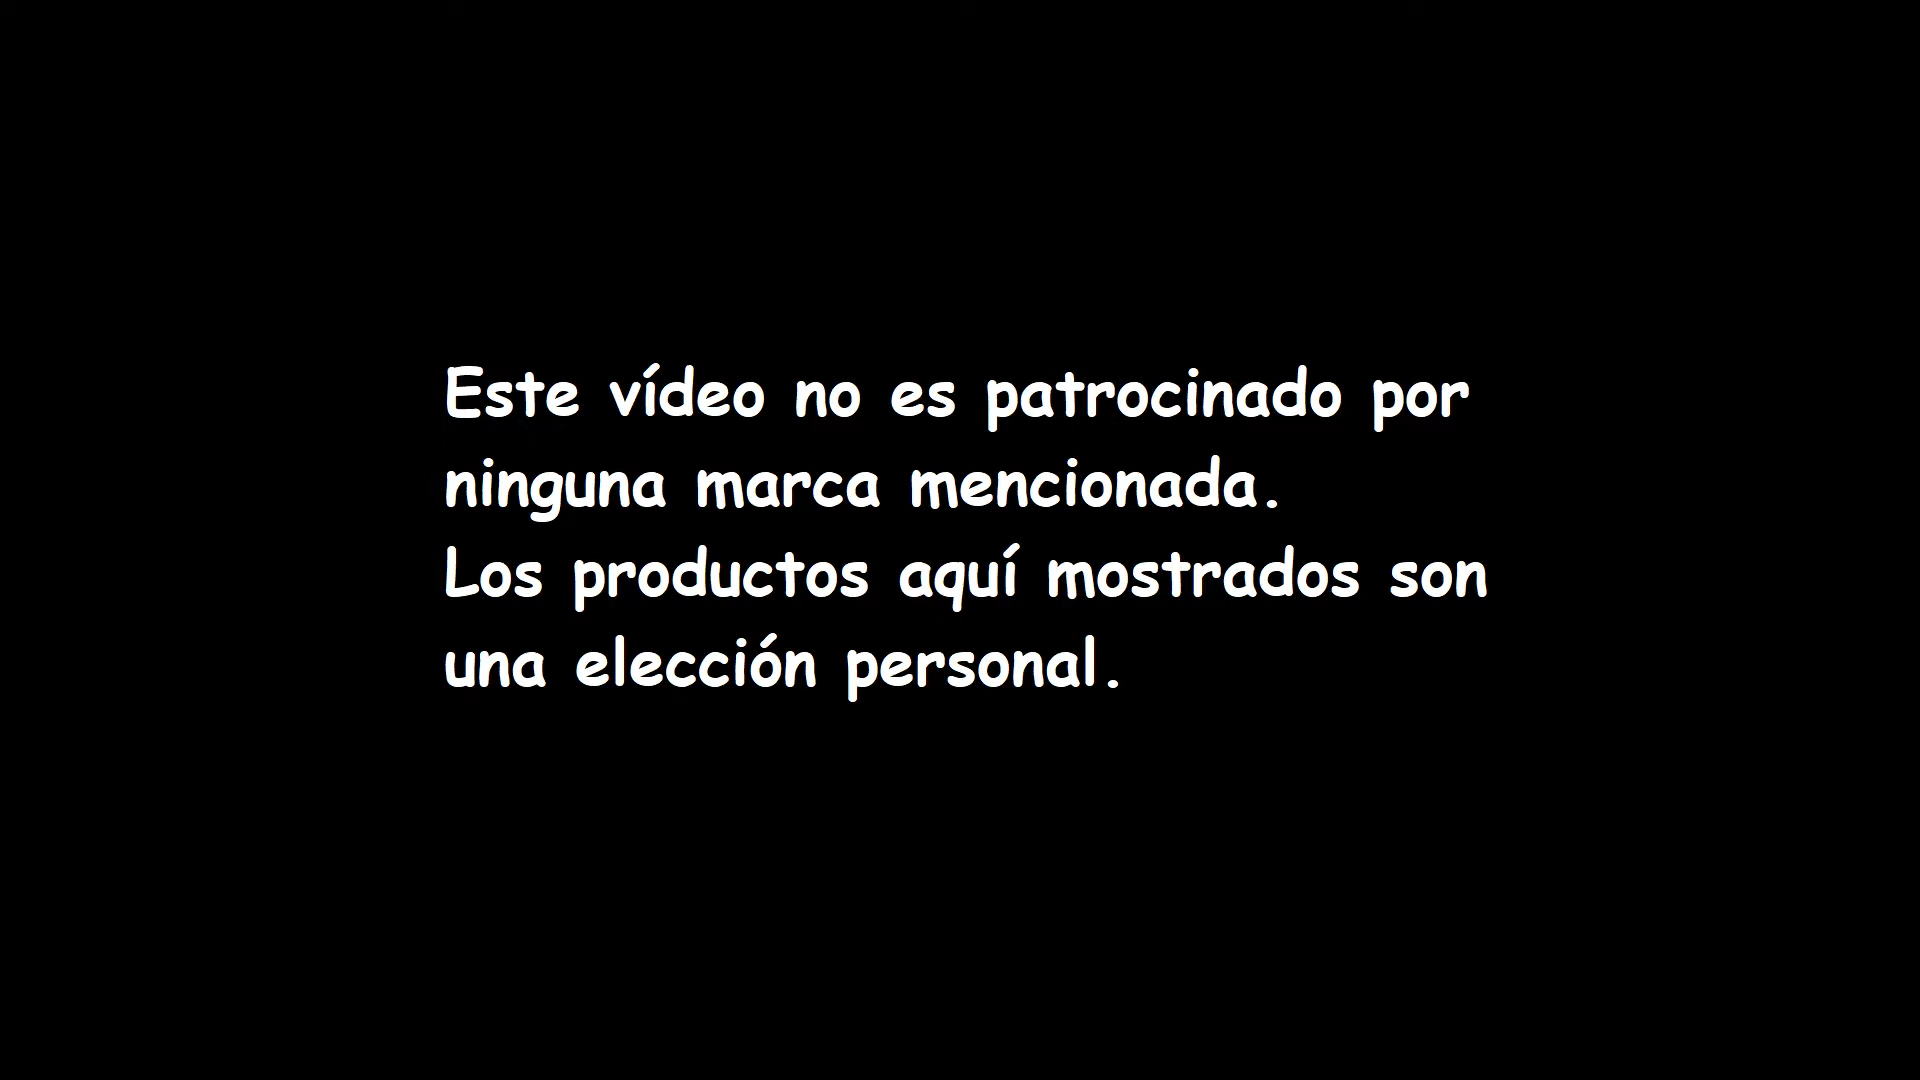 Este vídeo no es patrocinado por
ninguna marca mencionada.
Los productos aquí mostrados son
una elección personal.